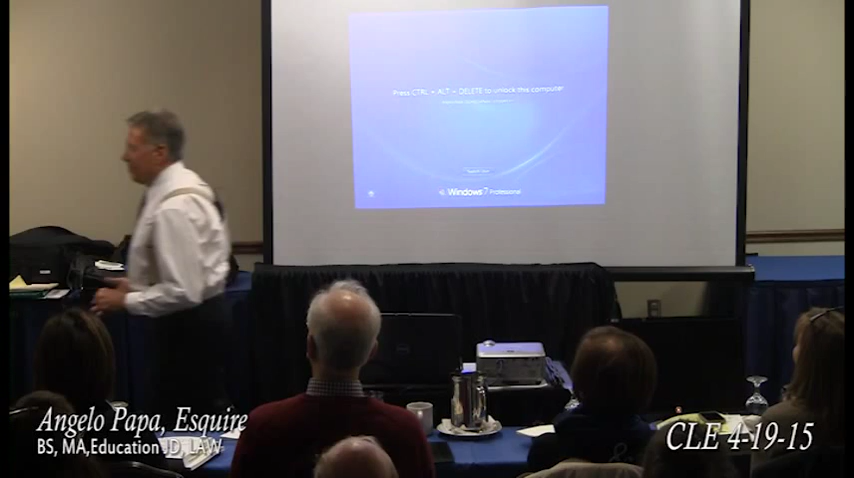 Press CTRL + ALT + DELETE to unlock this computer
Windows 7 Professional
Angelo Papa, Esquire
BS, MA,Education JD, LAW
CLE 4-19-15